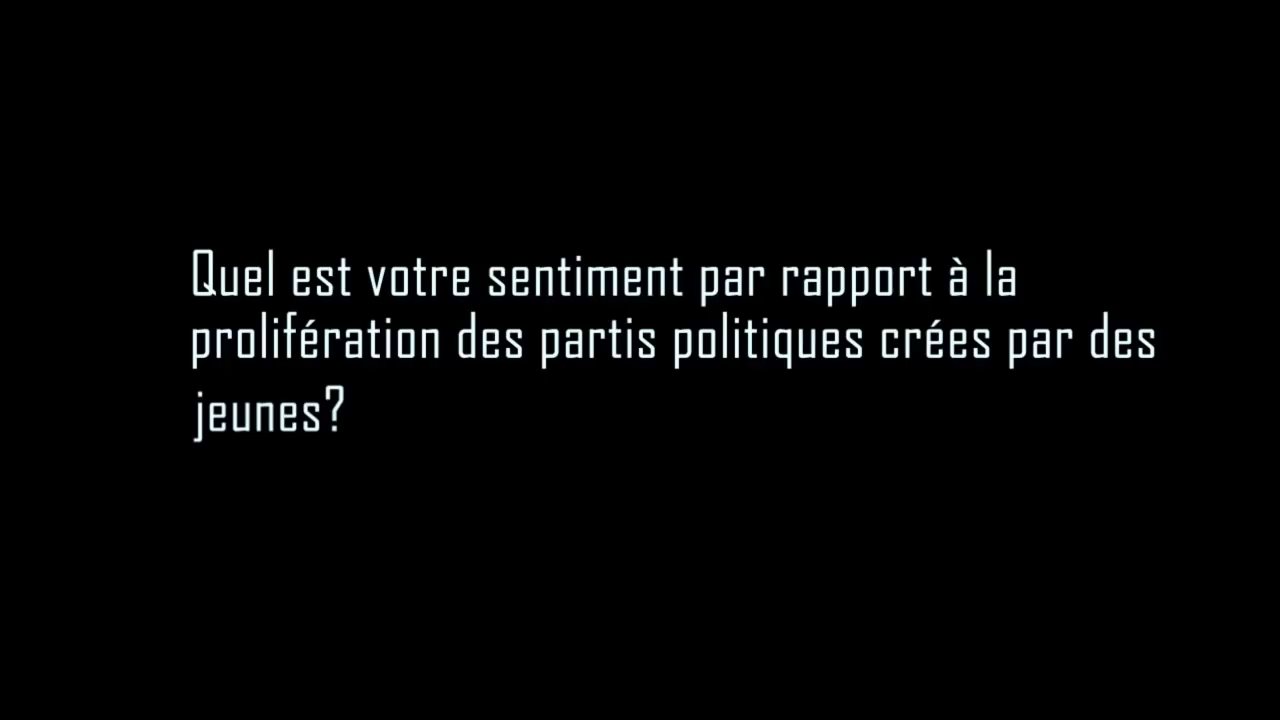 Quel est votre sentiment par rapport à la
prolifération des partis politiques crées par des
jeunes?